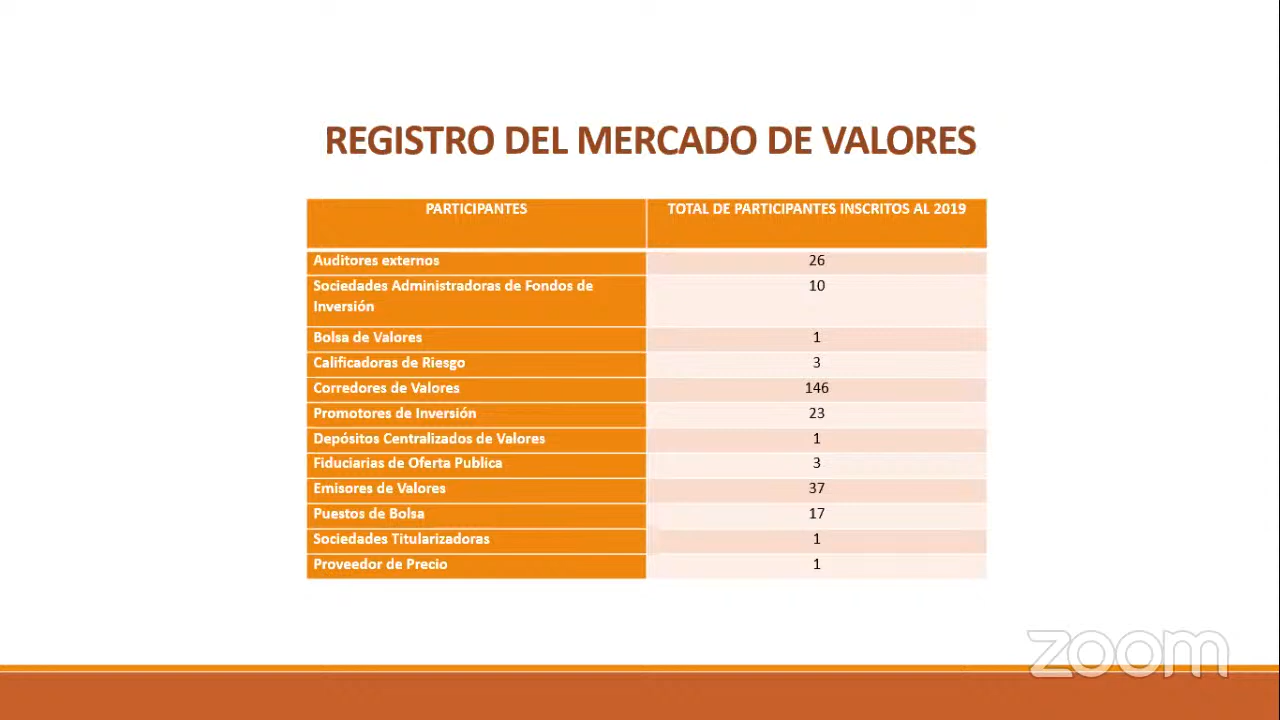 REGISTRO DEL MERCADO DE VALORES
PARTICIPANTES
TOTAL DE PARTICIPANTES INSCRITOS AL 2019
Auditores externos
26
Sociedades Administradoras de Fondos de
Inversión
10
Bolsa de Valores
1
Calificadoras de Riesgo
3
Corredores de Valores
146
Promotores de Inversión
23
Depósitos Centralizados de Valores
1
Fiduciarias de Oferta Publica
3
Emisores de Valores
37
Puestos de Bolsa
17
Sociedades Titularizadoras
1
Proveedor de Precio
1
zoom